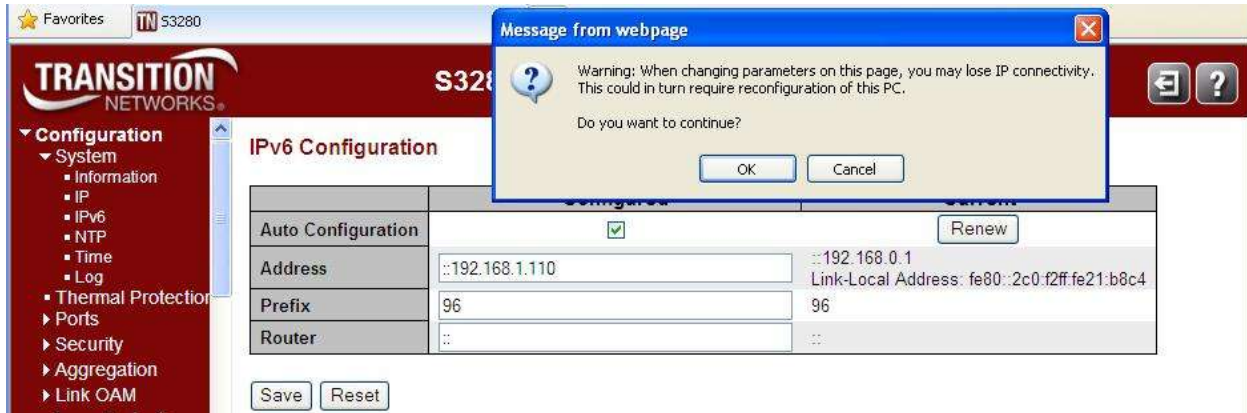 Favorites
S3280
Message from webpage
Warning: When changing parameters on this page, you may lose IP connectivity.
This could in turn require reconfiguration of this PC.
Do you want to continue?
OK Cancel
TRANSITION
NETWORKS®
S328
?
Configuration
System
Information
IP
IPv6
NTP
Time
Log
Thermal Protection
Ports
Security
Aggregation
Link OAM
IPv6 Configuration
Configured Current
Auto Configuration Renew
Address ::192.168.1.110 ::192.168.0.1
Link-Local Address: fe80::2c0:f2ff:fe21:b8c4
Prefix 96 96
Router :: ::
Save Reset